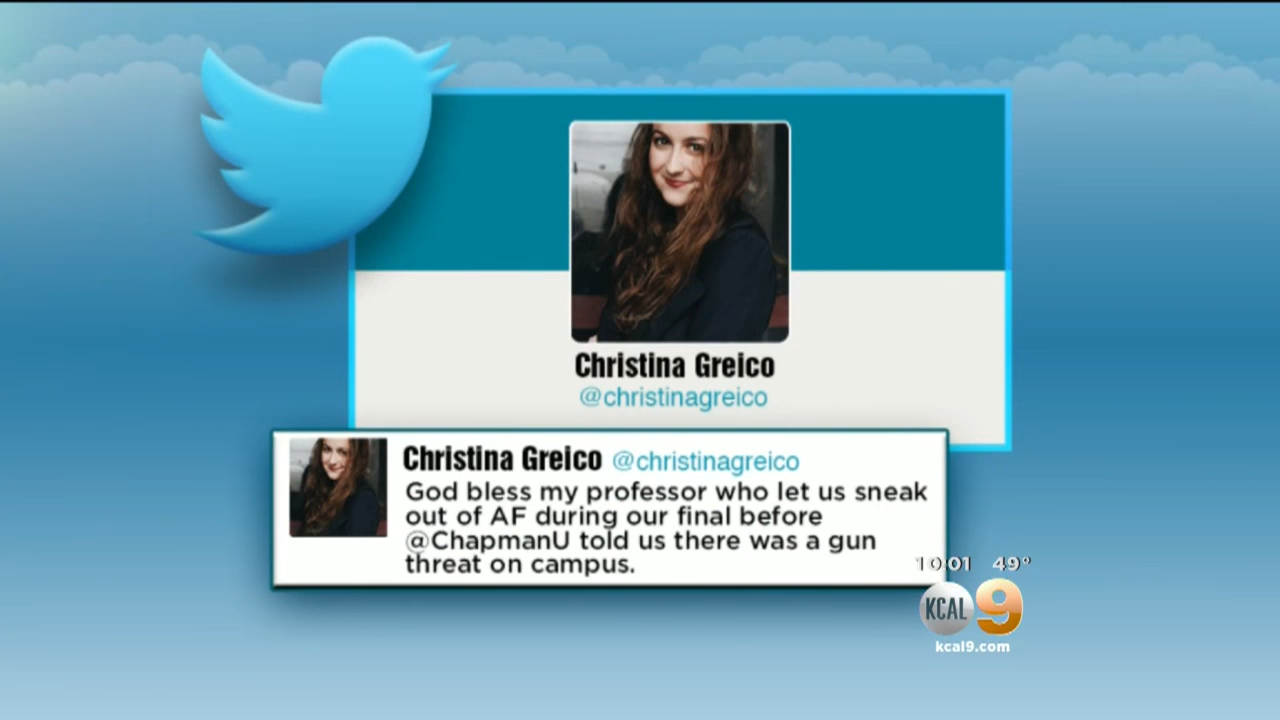 Christina Greico
@christinagreico
Christina Greico @christinagreico
God bless my professor who let us sneak
out of AF during our final before
@ChapmanU told us there was a gun
threat on campus.
10:01 49°
KCAL 9
kcal9.com